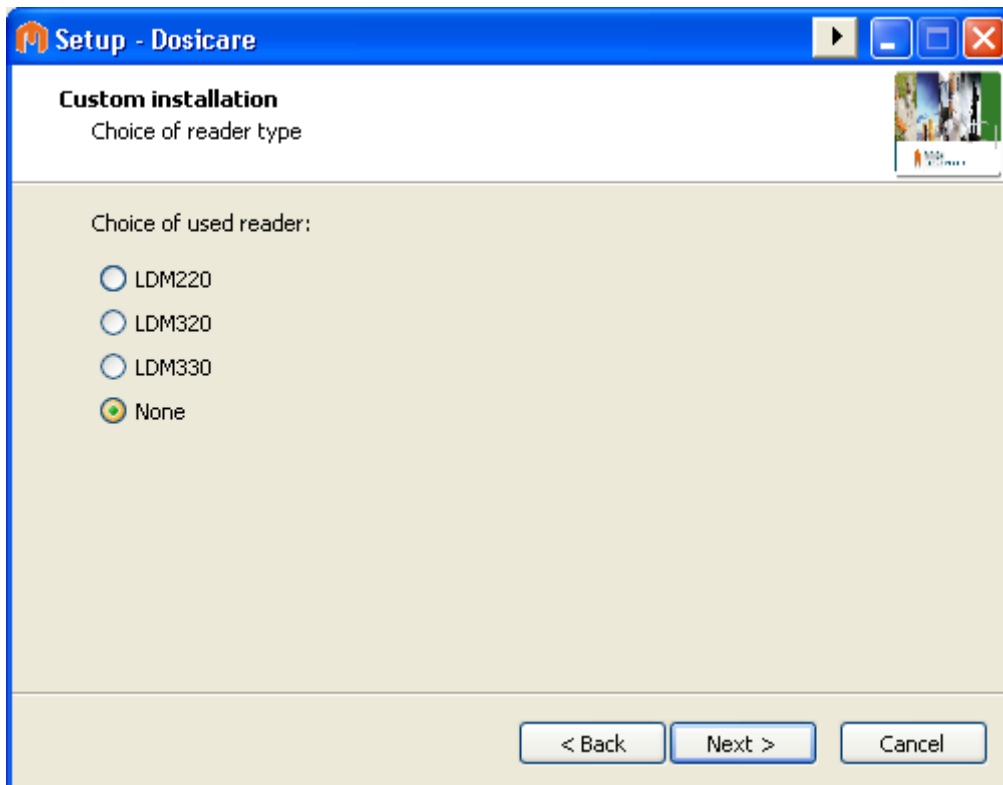 Setup - Dosicare
Custom installation
Choice of reader type
Choice of used reader:
LDM220
LDM320
LDM330
None
< Back
Next >
Cancel